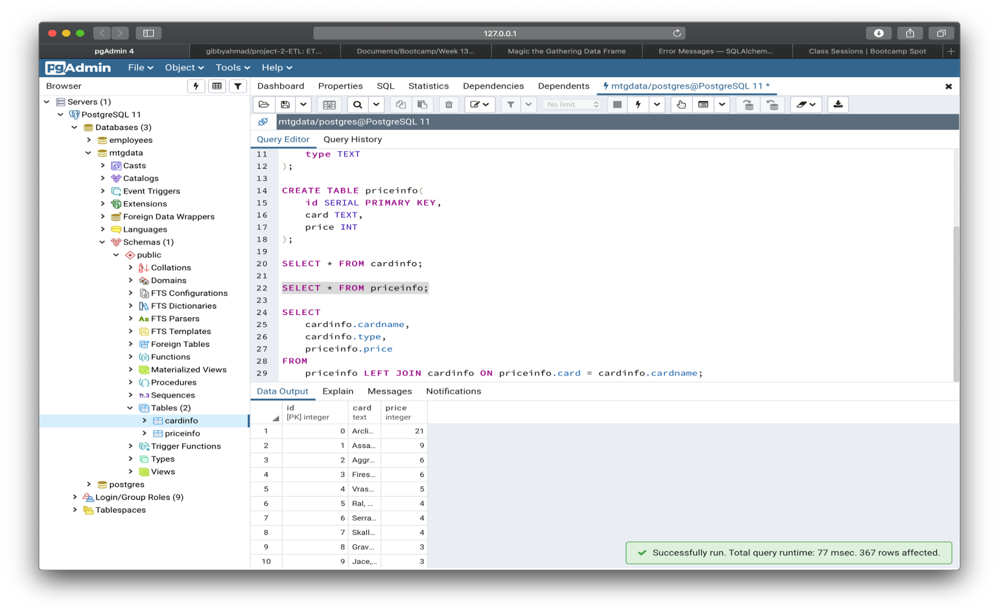 127.0.0.1
pgAdmin 4
gibbyahmad/project-2-ETL: ET...
Documents/Bootcamp/Week 13...
Magic the Gathering Data Frame
Error Messages — SQLAlchem...
Class Sessions | Bootcamp Spot
pgAdmin File Object Tools Help
Browser
Dashboard Properties SQL Statistics Dependencies Dependents mtgdata/postgres@PostgreSQL 11 *
Servers (1)
PostgreSQL 11
Databases (3)
employees
mtgdata
Casts
Catalogs
Event Triggers
Extensions
Foreign Data Wrappers
Languages
Schemas (1)
public
Collations
Domains
FTS Configurations
FTS Dictionaries
Aa FTS Parsers
FTS Templates
Foreign Tables
Functions
Materialized Views
Procedures
1..3 Sequences
Tables (2)
cardinfo
priceinfo
Trigger Functions
Types
Views
postgres
Login/Group Roles (9)
Tablespaces
No limit
mtgdata/postgres@PostgreSQL 11
Query Editor Query History
11 type TEXT
12 );
13
14 CREATE TABLE priceinfo(
15 id SERIAL PRIMARY KEY,
16 card TEXT,
17 price INT
18 );
19
20 SELECT * FROM cardinfo;
21
22 SELECT * FROM priceinfo;
23
24 SELECT
25 cardinfo.cardname,
26 cardinfo.type,
27 priceinfo.price
28 FROM
29 priceinfo LEFT JOIN cardinfo ON priceinfo.card = cardinfo.cardname;
Data Output Explain Messages Notifications
id card price
[PK] integer text integer
1 0 Arcli... 21
2 1 Assa... 9
3 2 Aggr... 6
4 3 Fires... 6
5 4 Vras... 5
6 5 Ral, ... 4
7 6 Serra... 4
8 7 Skall... 4
9 8 Grav... 3
10 9 Jace,... 3
Successfully run. Total query runtime: 77 msec. 367 rows affected.